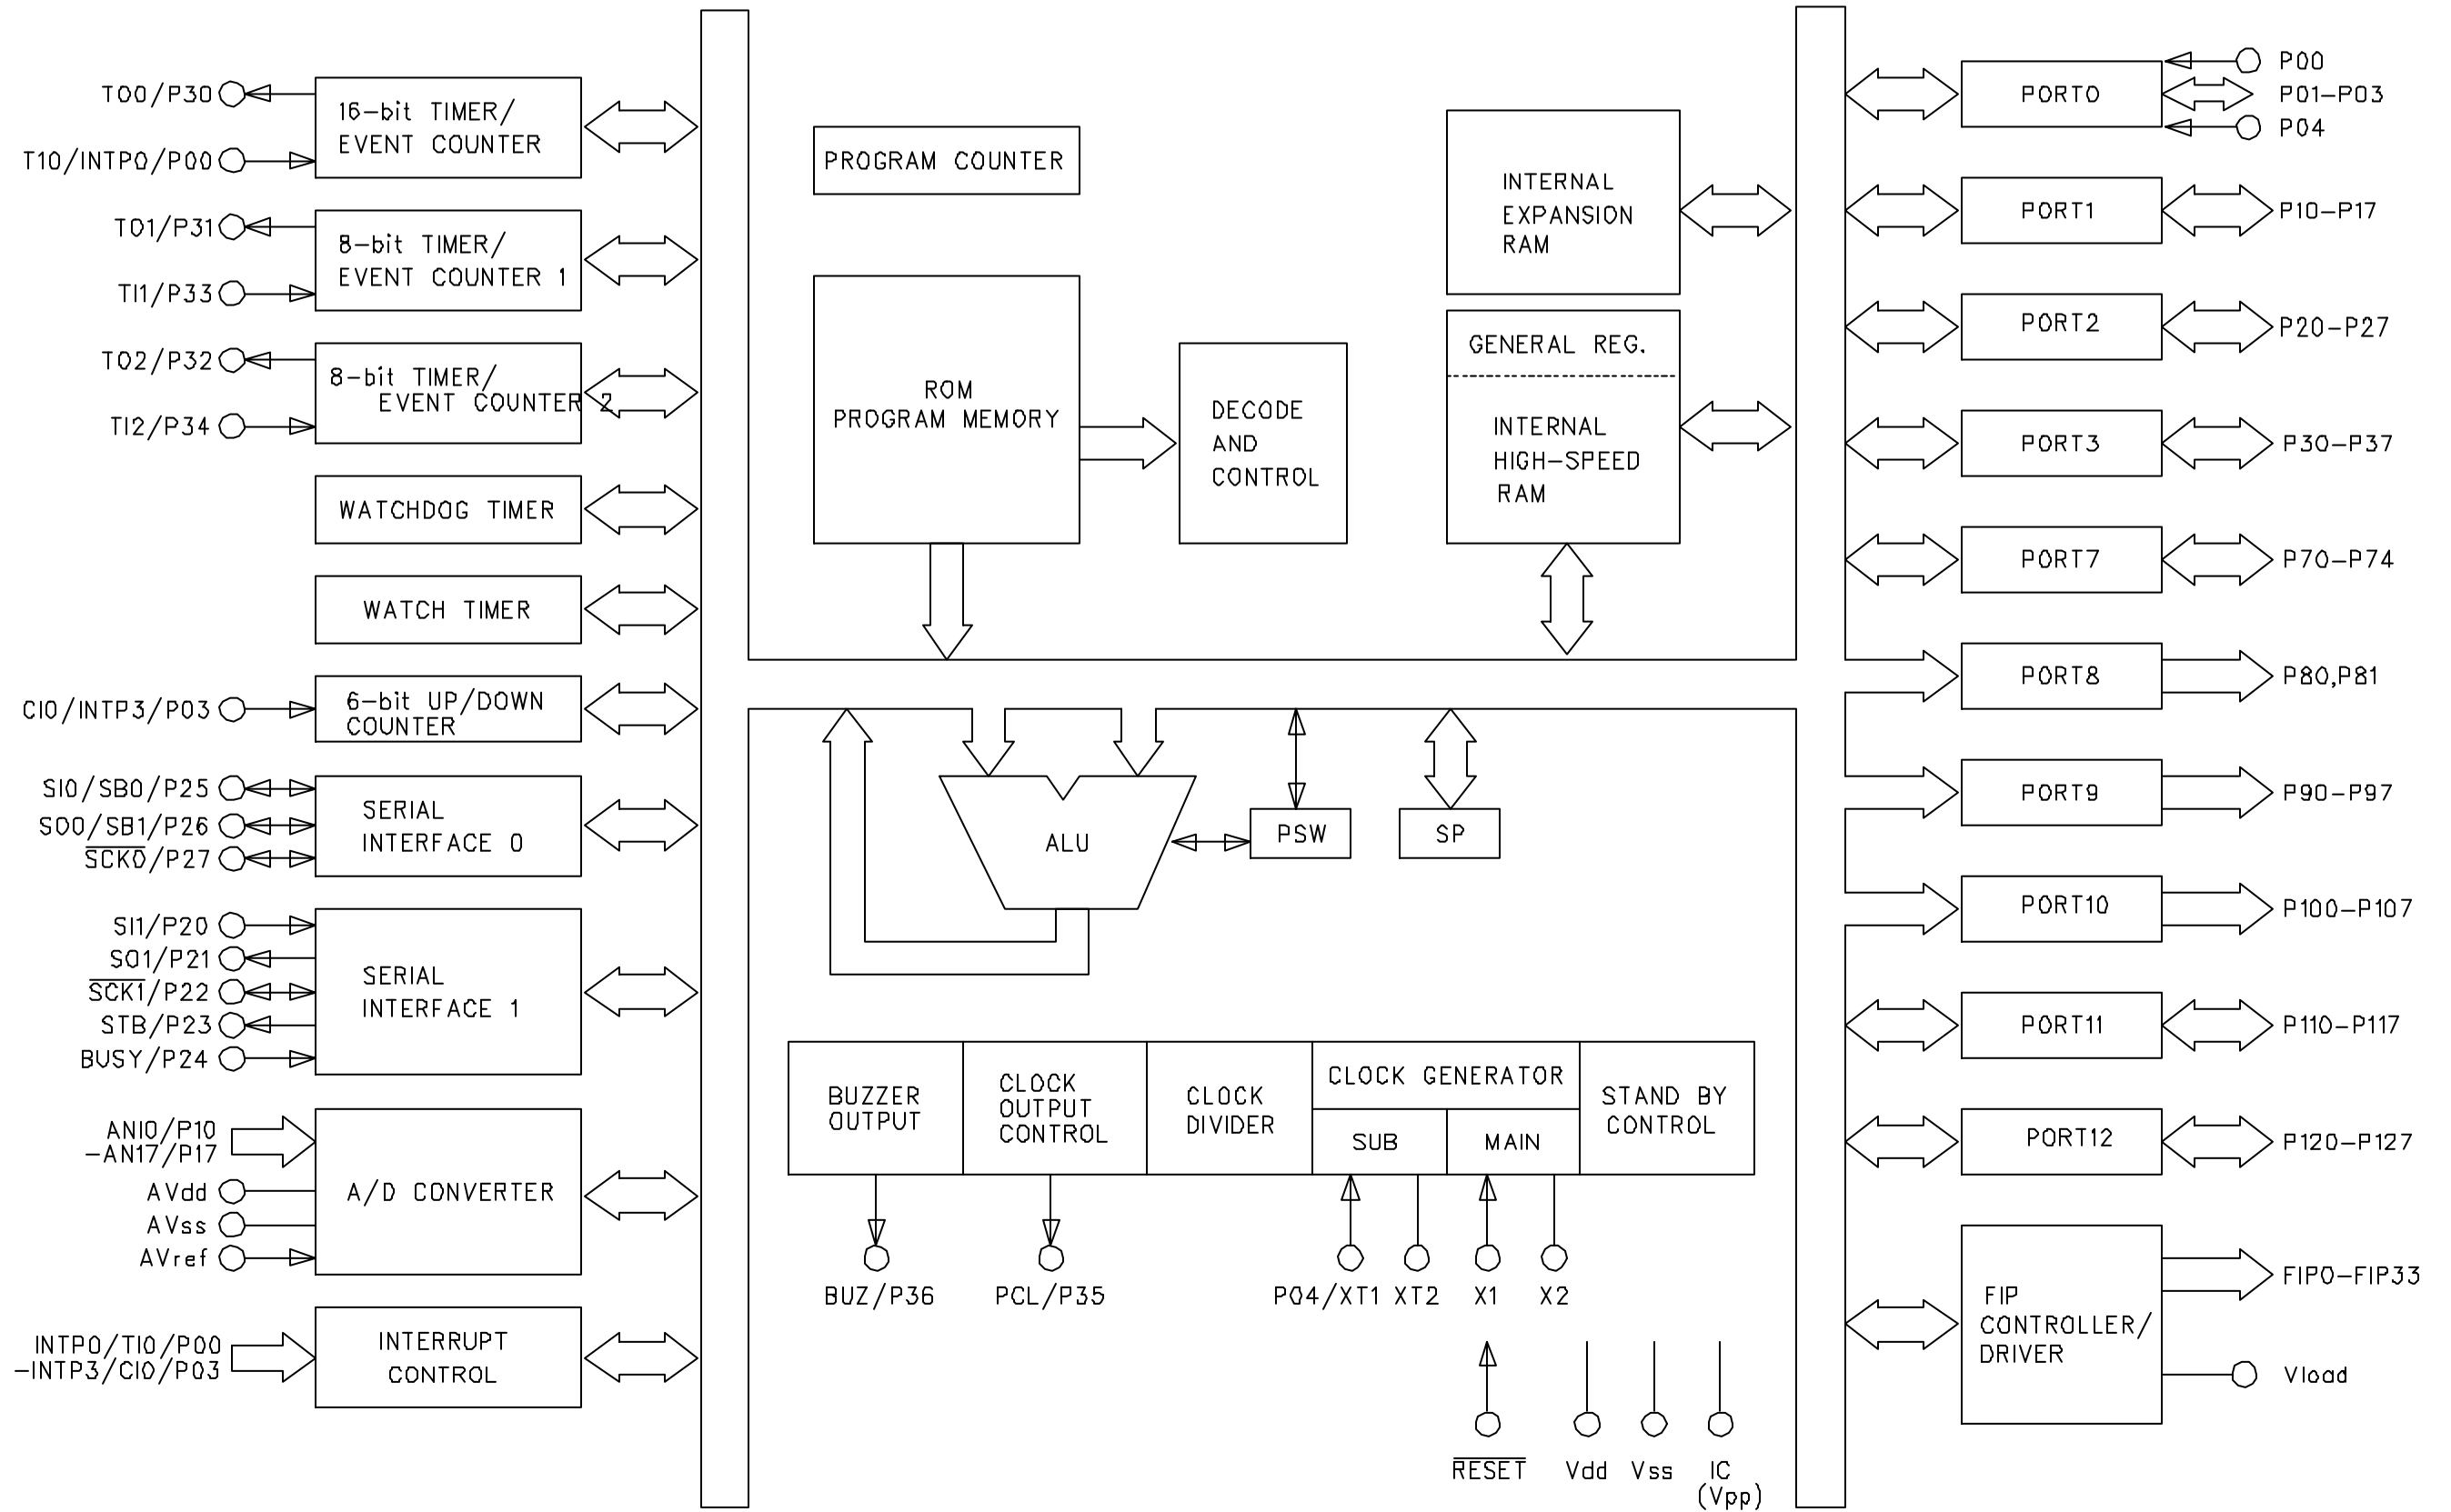 TO0/P30
T10/INTP0/P00
16-bit TIMER/
EVENT COUNTER
TO1/P31
TI1/P33
8-bit TIMER/
EVENT COUNTER 1
TO2/P32
TI2/P34
8-bit TIMER/
EVENT COUNTER 2
WATCHDOG TIMER
WATCH TIMER
CI0/INTP3/P03
6-bit UP/DOWN
COUNTER
SI0/SB0/P25
SO0/SB1/P26
SCK0/P27
SERIAL
INTERFACE 0
SI1/P20
SO1/P21
SCK1/P22
STB/P23
BUSY/P24
SERIAL
INTERFACE 1
ANI0/P10
-AN17/P17
AVdd
AVss
AVref
A/D CONVERTER
INTP0/TI0/P00
-INTP3/CI0/P03
INTERRUPT
CONTROL
PROGRAM COUNTER
ROM
PROGRAM MEMORY
DECODE
AND
CONTROL
INTERNAL
EXPANSION
RAM
GENERAL REG.
INTERNAL
HIGH-SPEED
RAM
ALU
PSW
SP
BUZZER
OUTPUT
CLOCK
OUTPUT
CONTROL
CLOCK
DIVIDER
CLOCK GENERATOR
SUB
MAIN
STAND BY
CONTROL
BUZ/P36
PCL/P35
P04/XT1
XT2
X1
X2
RESET
Vdd
Vss
IC
(Vpp)
PORT0
P00
P01-P03
P04
PORT1
P10-P17
PORT2
P20-P27
PORT3
P30-P37
PORT7
P70-P74
PORT8
P80,P81
PORT9
P90-P97
PORT10
P100-P107
PORT11
P110-P117
PORT12
P120-P127
FIP
CONTROLLER/
DRIVER
FIP0-FIP33
Vload